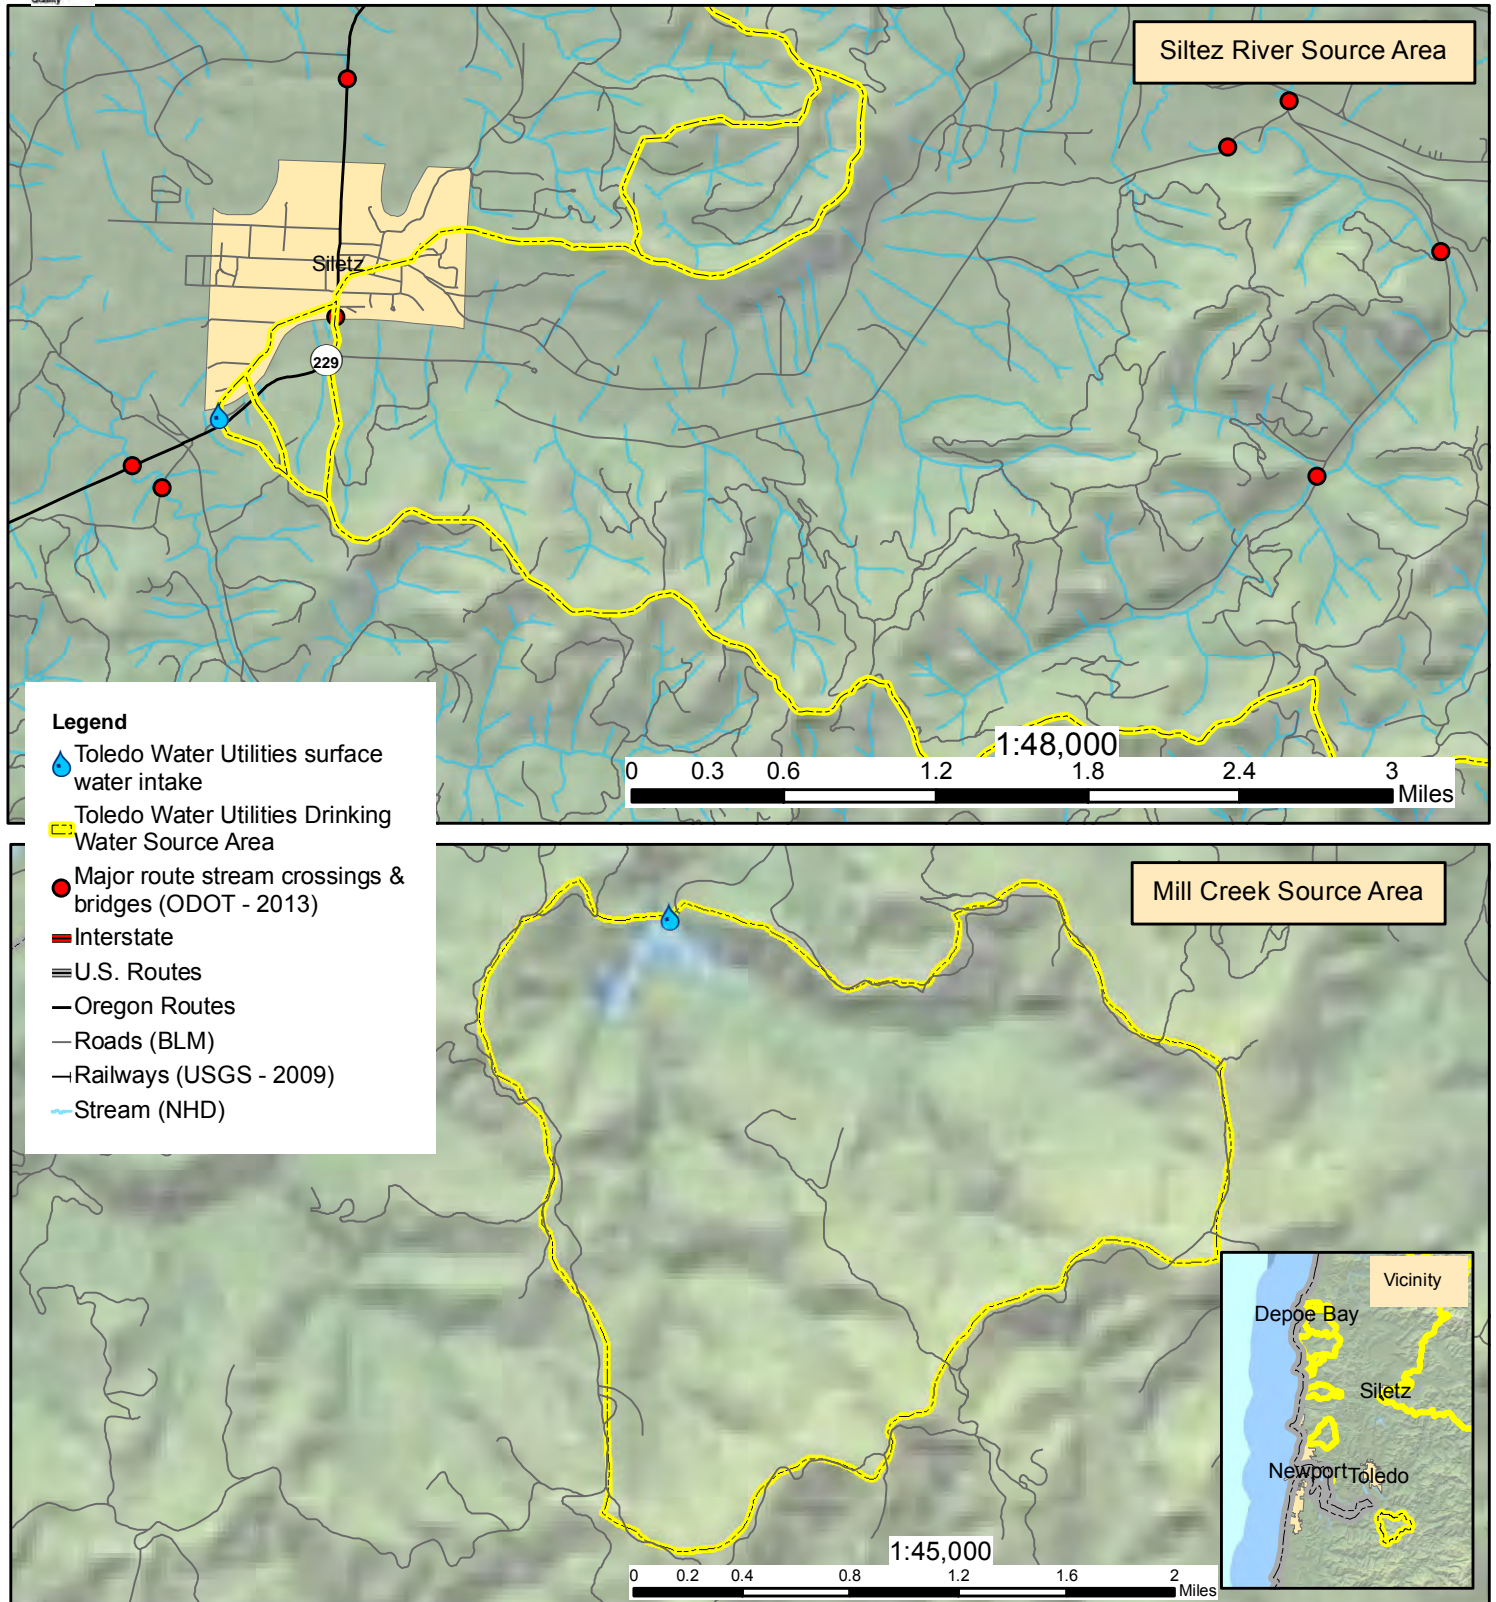 Quality
Siltez River Source Area
Siletz
229
1:48,000
0 0.3 0.6 1.2 1.8 2.4 3
Miles
Legend
Toledo Water Utilities surface
water intake
Toledo Water Utilities Drinking
Water Source Area
Major route stream crossings &
bridges (ODOT - 2013)
Interstate
U.S. Routes
Oregon Routes
Roads (BLM)
Railways (USGS - 2009)
Stream (NHD)
Mill Creek Source Area
Vicinity
Depoe Bay
Siletz
Newport Toledo
1:45,000
0 0.2 0.4 0.8 1.2 1.6 2
Miles